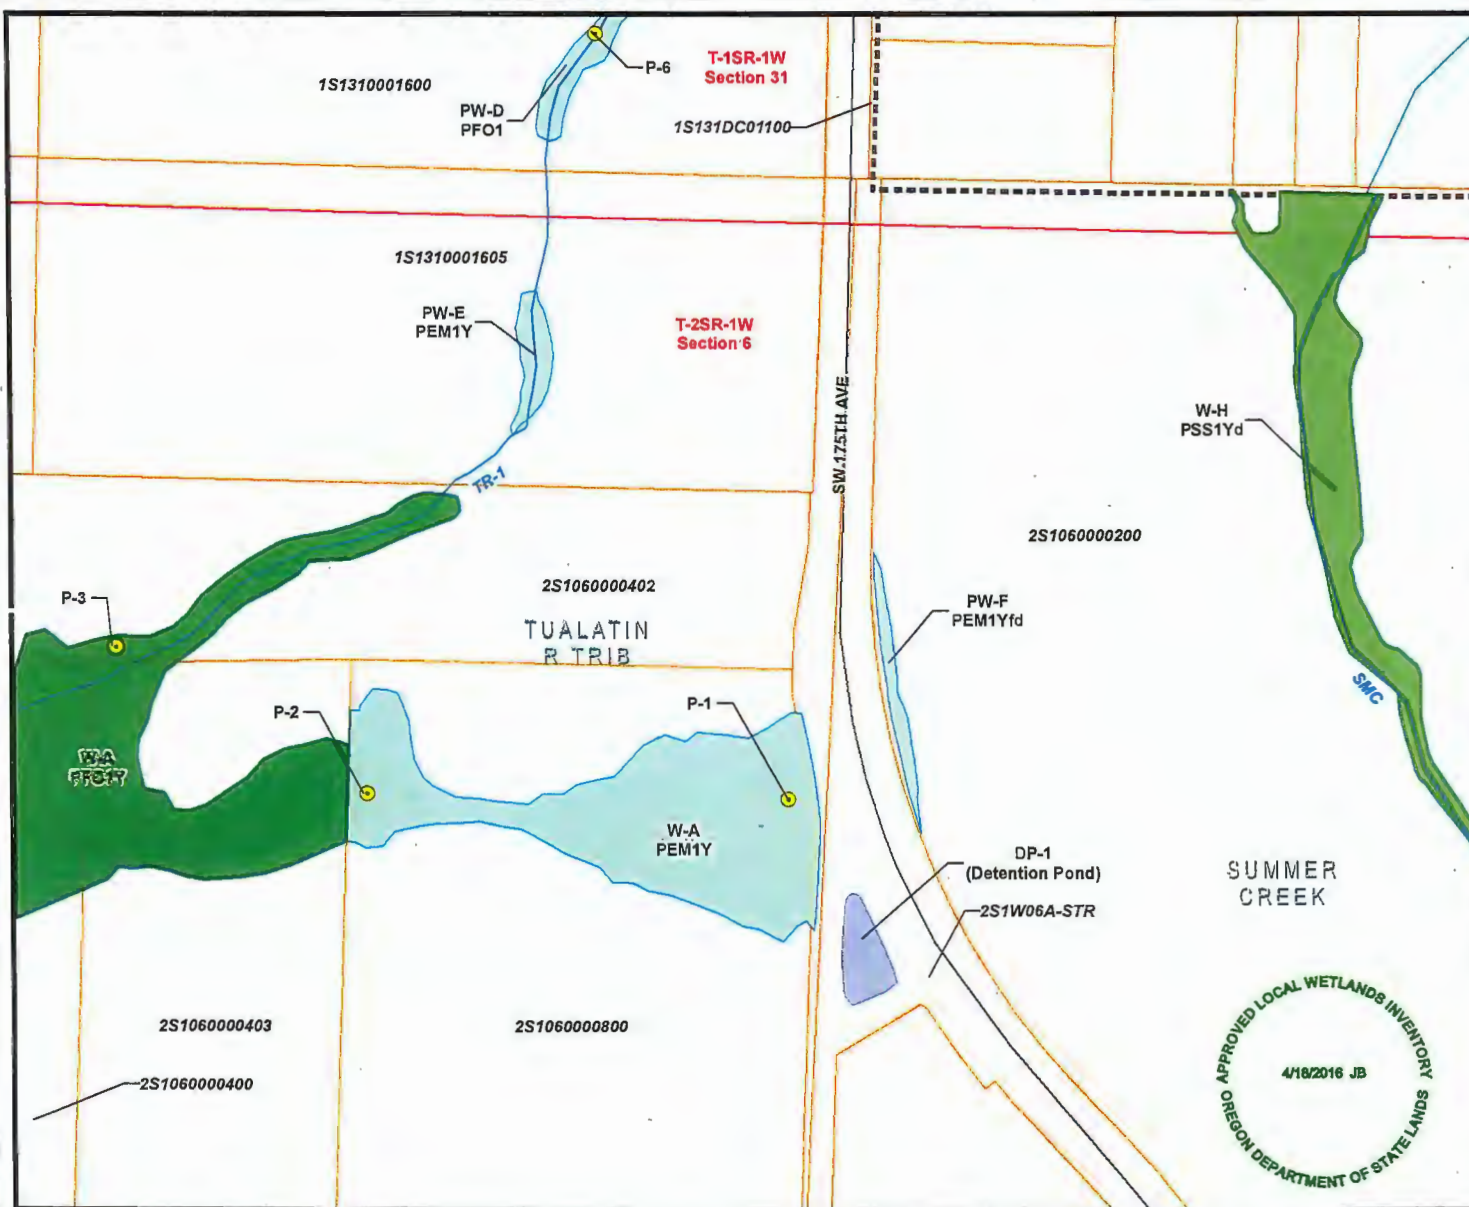 P-6
T-1SR-1W
Section 31
1S1310001600
PW-D
PFO1
1S131DC01100
1S1310001605
PW-E
PEM1Y
T-2SR-1W
Section 6
SW 175TH AVE
W-H
PSS1Yd
TR-1
2S1060000200
2S1060000402
P-3
PW-F
PEM1Yfd
TUALATIN
R TRIB
SMC
P-2
P-1
W-A
PFO1Y
W-A
PEM1Y
DP-1
(Detention Pond)
SUMMER
CREEK
2S1W06A-STR
2S1060000403
2S1060000800
2S1060000400
APPROVED LOCAL WETLANDS INVENTORY
4/18/2016 JB
OREGON DEPARTMENT OF STATE LANDS